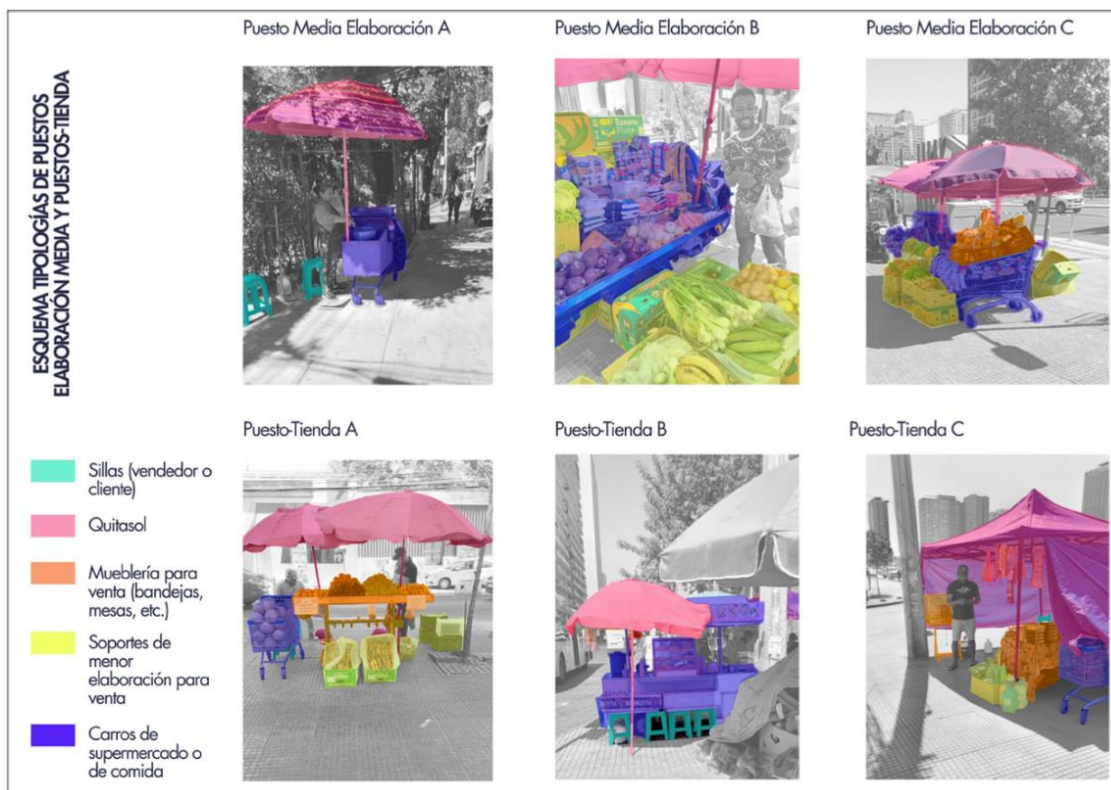 ESQUEMA TIPOLOGÍAS DE PUESTOS
ELABORACIÓN MEDIA Y PUESTOS-TIENDA
Puesto Media Elaboración A
Puesto Media Elaboración B
Puesto Media Elaboración C
Banana
Puesto-Tienda A
Puesto-Tienda B
Puesto-Tienda C
Sillas (vendedor o
cliente)
Quitasol
Mueblería para
venta (bandejas,
mesas, etc.)
Soportes de
menor
elaboración para
venta
Carros de
supermercado o
de comida